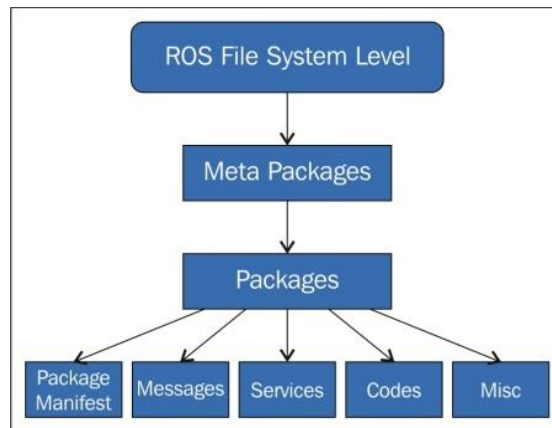 ROS File System Level
Meta Packages
Packages
Package
Manifest
Messages
Services
Codes
Misc